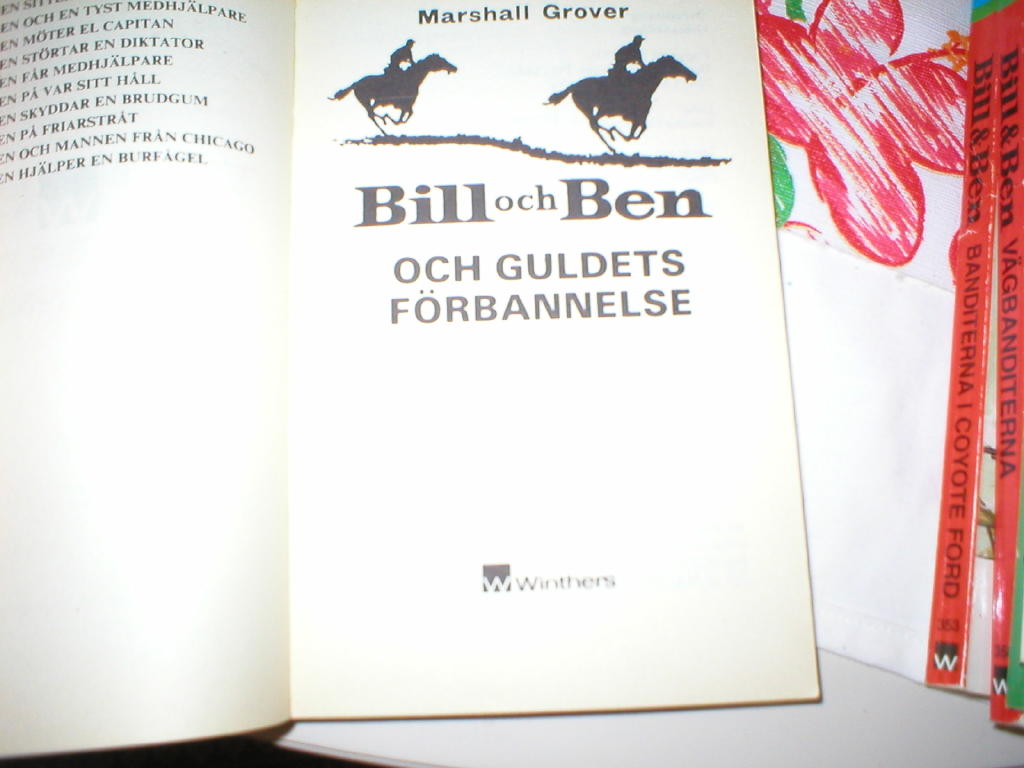 EN OCH EN TYST MEDHJÄLPARE
EN MÖTER EL CAPITAN
EN STÖRTAR EN DIKTATOR
EN FÅR MEDHJÄLPARE
EN PÅ VAR SITT HÅLL
EN SKYDDAR EN BRUDGUM
EN PÅ FRIARSTRÅT
EN OCH MANNEN FRÅN CHICAGO
EN HJÄLPER EN BURFÅGEL
Marshall Grover
Bill och Ben
OCH GULDETS
FÖRBANNELSE
W Winthers
Bill & Ben BANDITERNA I COYOTE FORD
353
W
Bill & Ben VÄGBANDITERNA
W